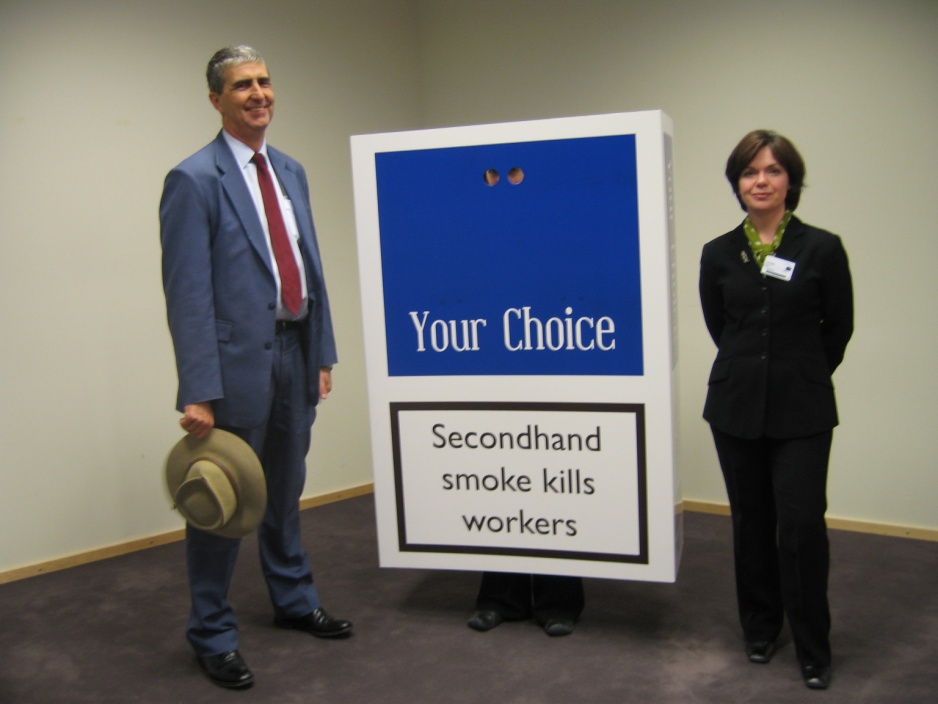 Your Choice
Secondhand
smoke kills
workers